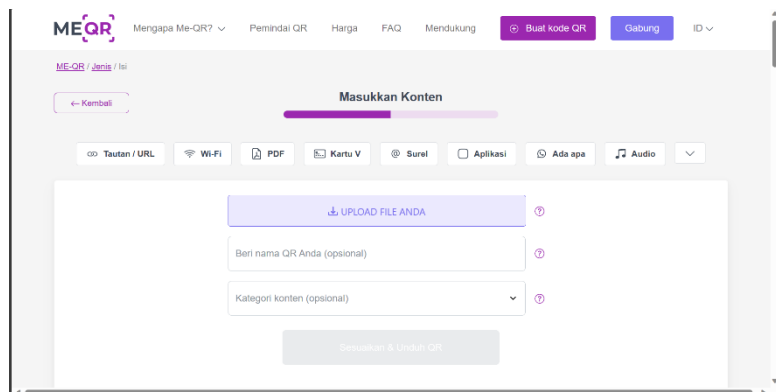 MEQR Mengapa Me-QR? Pemindai QR Harga FAQ Mendukung Buat kode QR Gabung ID
ME-QR / Jenis / Isi
← Kembali
Masukkan Konten
Tautan / URL Wi-Fi PDF Kartu V @ Surel Aplikasi Ada apa Audio
UPLOAD FILE ANDA ?
Beri nama QR Anda (opsional) ?
Kategori konten (opsional) ?
Sesuaikan & Unduh QR